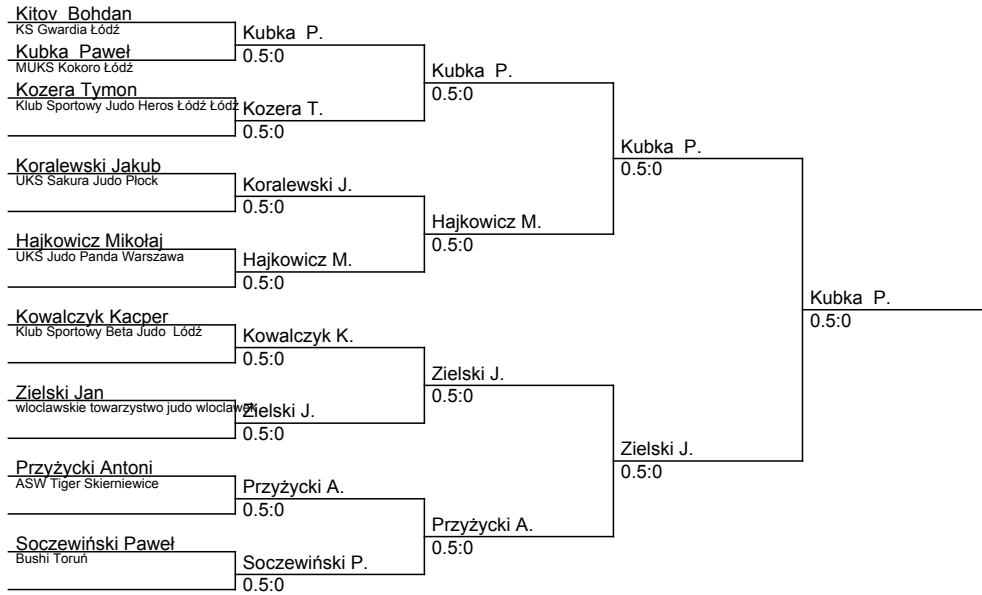 Kitov Bohdan
KS Gwardia Łódź
Kubka Paweł
MUKS Kokoro Łódź
Kozera Tymon
Klub Sportowy Judo Heros Łódź Łódź
Koralewski Jakub
UKS Sakura Judo Płock
Hajkowicz Mikołaj
UKS Judo Panda Warszawa
Kowalczyk Kacper
Klub Sportowy Beta Judo Lódź
Zielski Jan
wloclawskie towarzystwo judo wloclawek
Przyżycki Antoni
ASW Tiger Skierniewice
Soczewiński Paweł
Bushi Toruń
Kubka P.
0.5:0
Kozera T.
0.5:0
Koralewski J.
0.5:0
Hajkowicz M.
0.5:0
Kowalczyk K.
0.5:0
Zielski J.
0.5:0
Przyżycki A.
0.5:0
Soczewiński P.
0.5:0
Kubka P.
0.5:0
Hajkowicz M.
0.5:0
Zielski J.
0.5:0
Przyżycki A.
0.5:0
Kubka P.
0.5:0
Zielski J.
0.5:0
Kubka P.
0.5:0